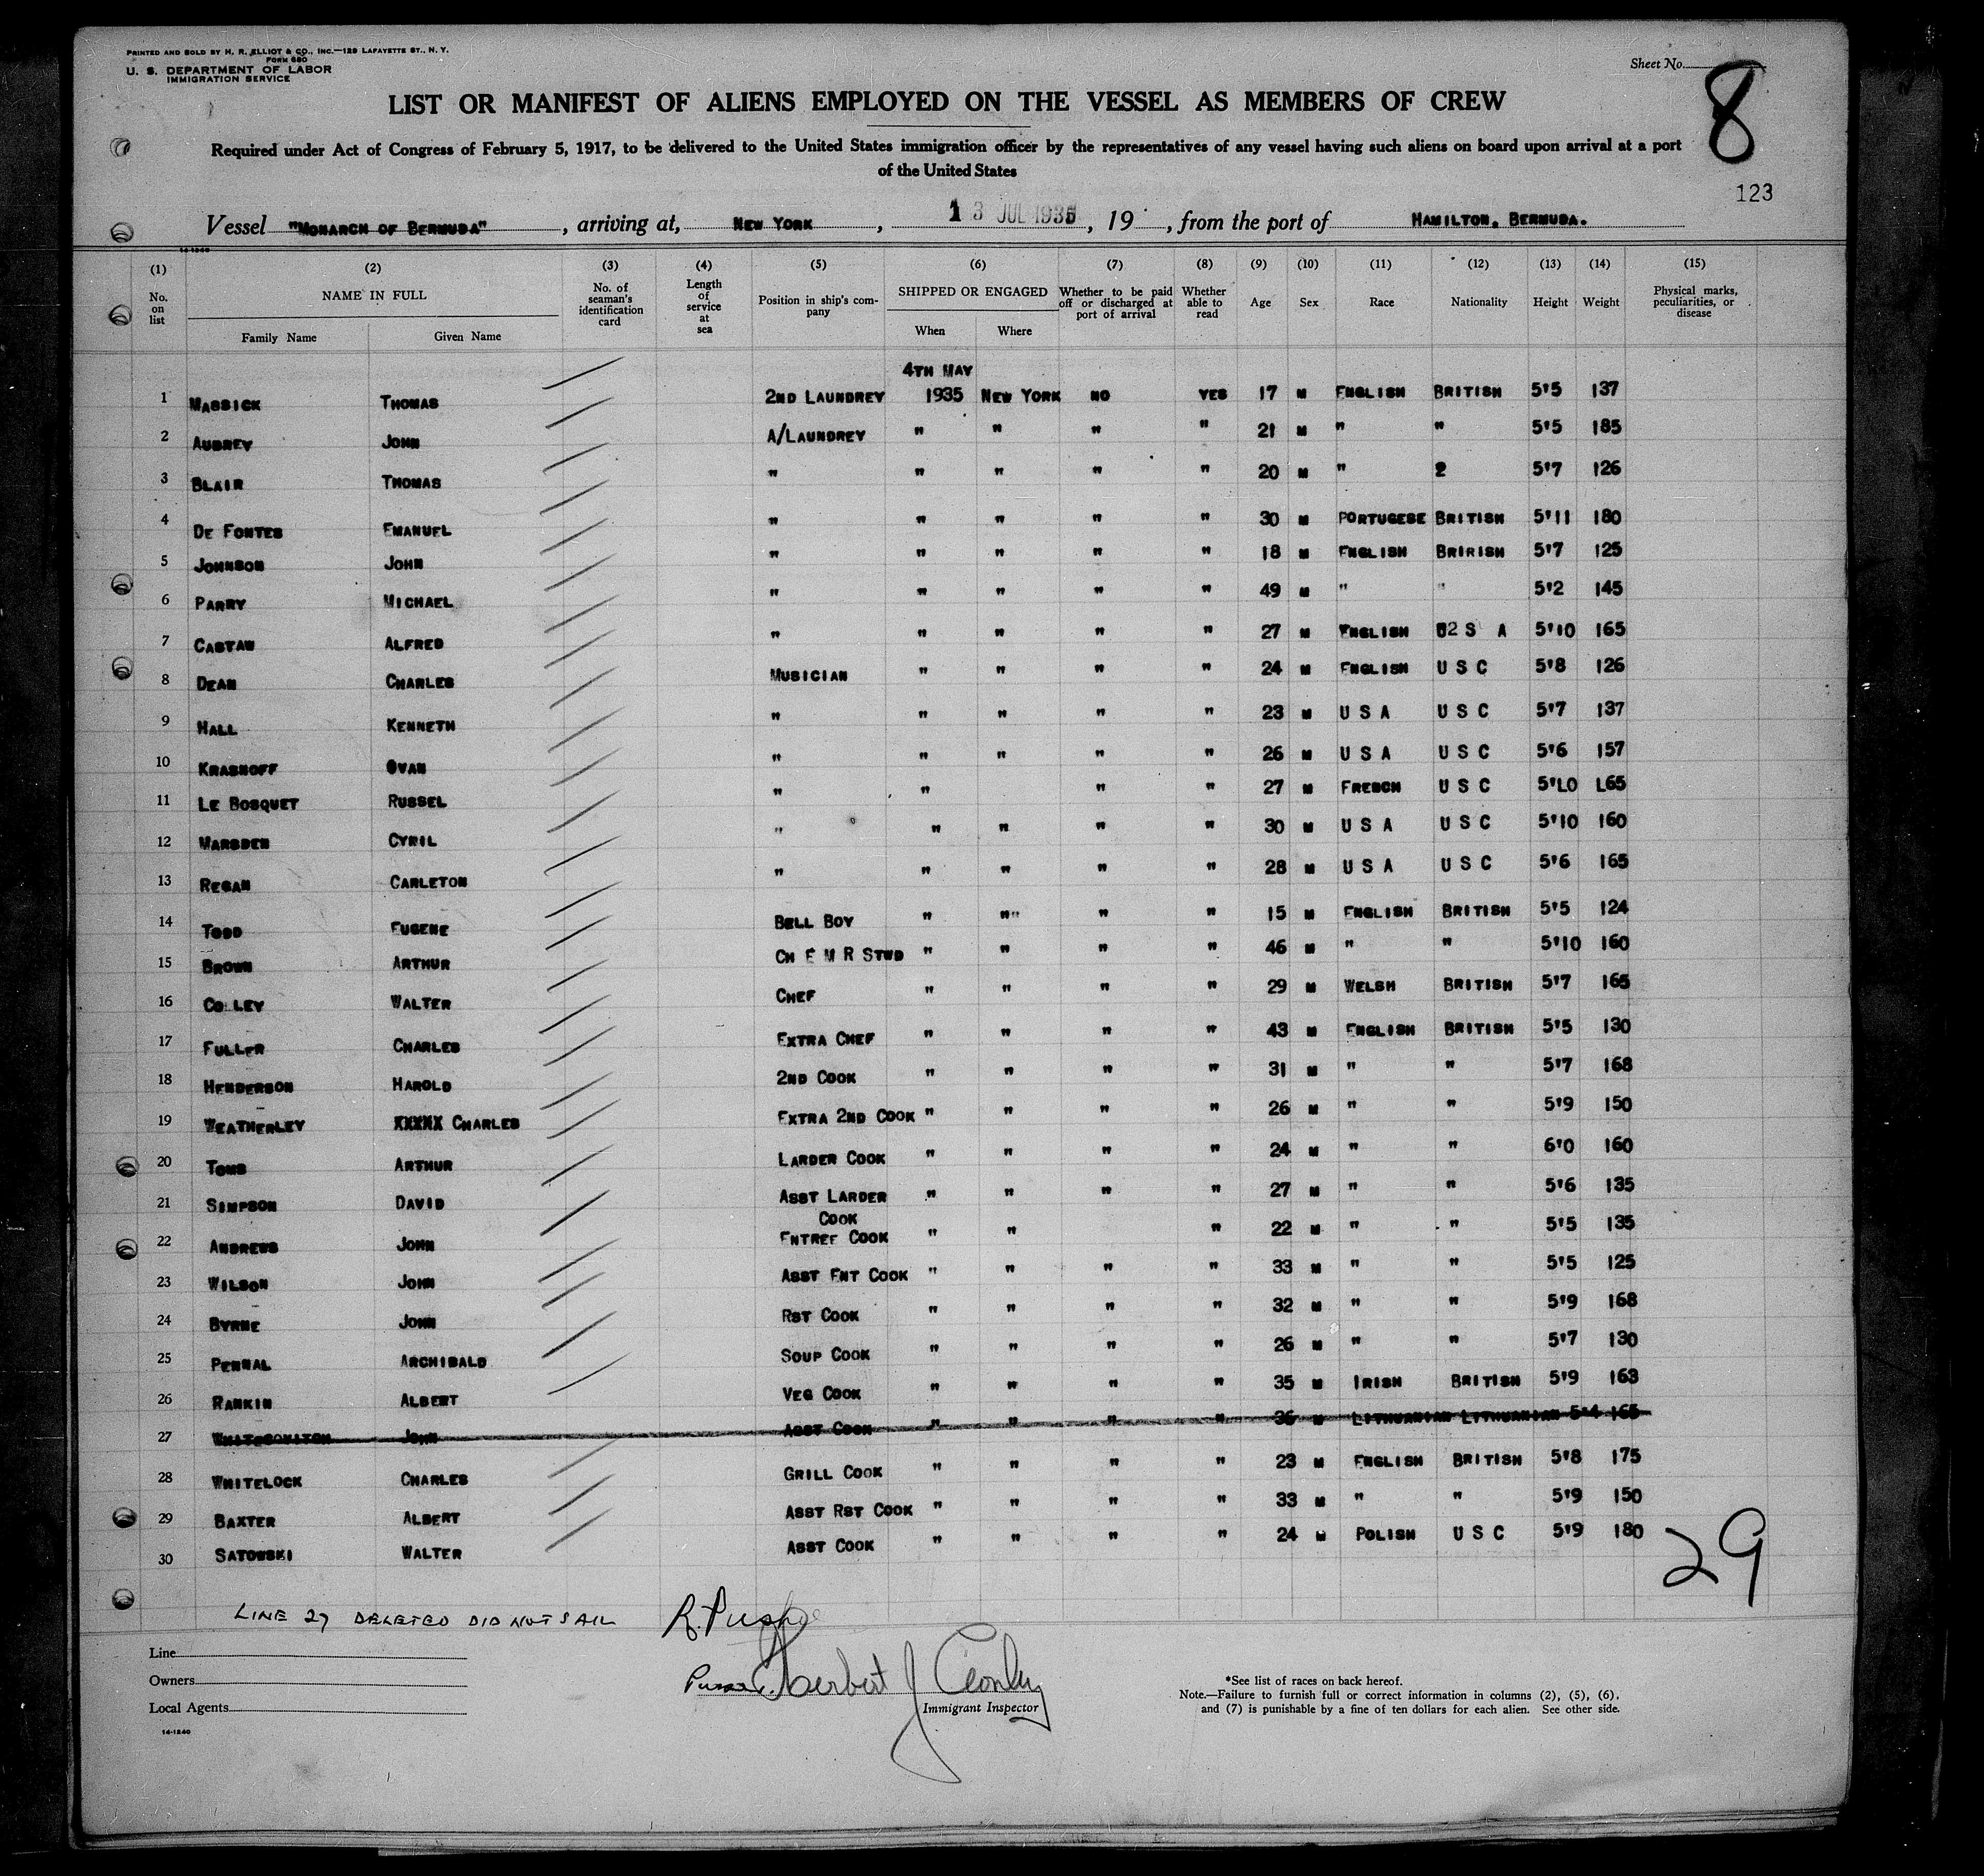 PRINTED AND SOLD BY H. R. ELLIOT & CO., INC.—129 LAFAYETTE ST., N. Y.
FORM 680
U. S. DEPARTMENT OF LABOR
IMMIGRATION SERVICE
Sheet No. 8
LIST OR MANIFEST OF ALIENS EMPLOYED ON THE VESSEL AS MEMBERS OF CREW
Required under Act of Congress of February 5, 1917, to be delivered to the United States immigration officer by the representatives of any vessel having such aliens on board upon arrival at a port
of the United States
123
Vessel "MONARCH OF BERMUDA", arriving at, NEW YORK, 13 JUL 1935, 19 , from the port of HAMILTON, BERMUDA.
14-1240
(1) (2) (3) (4) (5) (6) (7) (8) (9) (10) (11) (12) (13) (14) (15)
No. on list NAME IN FULL Family Name Given Name No. of seaman's identification card Length of service at sea Position in ship's company SHIPPED OR ENGAGED When Where Whether to be paid off or discharged at port of arrival Whether able to read Age Sex Race Nationality Height Weight Physical marks, peculiarities, or disease
4TH MAY
1 MASSICK THOMAS 2ND LAUNDREY 1935 NEW YORK NO YES 17 M ENGLISH BRITISH 5'5 137
2 AUBREY JOHN A/LAUNDREY " " " " 21 M " " 5'5 185
3 BLAIR THOMAS " " " " " 20 M " 2 5'7 126
4 DE FONTES EMANUEL " " " " " 30 M PORTUGESE BRITISH 5'11 180
5 JOHNSON JOHN " " " " " 18 M ENGLISH BRIRISH 5'7 125
6 PARRY MICHAEL " " " " " 49 M " " 5'2 145
7 CASTAW ALFRED " " " " " 27 M ENGLISH U2 S A 5'10 165
8 DEAN CHARLES MUSICIAN " " " " 24 M ENGLISH U S C 5'8 126
9 HALL KENNETH " " " " " 23 M U S A U S C 5'7 137
10 KRASNOFF OVAN " " " " " 26 M U S A U S C 5'6 157
11 LE BOSQUET RUSSEL " " " " 27 M FRENCH U S C 5'L0 L65
12 MARSDEN CYRIL " " " " " 30 M U S A U S C 5'10 160
13 REGAN CARLETON " " " " " 28 M U S A U S C 5'6 165
14 TODD EUGENE BELL BOY " "" " " 15 M ENGLISH BRITISH 5'5 124
15 BROWN ARTHUR CH E M R STWD " " " " 46 M " " 5'10 160
16 COLLEY WALTER CHEF " " " " 29 M WELSH BRITISH 5'7 165
17 FULLER CHARLES EXTRA CHEF " " " " 43 M ENGLISH BRITISH 5'5 130
18 HENDERSON HAROLD 2ND COOK " " " " 31 M " " 5'7 168
19 WEATHERLEY XXXXX CHARLES EXTRA 2ND COOK " " " " 26 M " " 5'9 150
20 TOMS ARTHUR LARDER COOK " " " " 24 M " " 6'0 160
21 SIMPSON DAVID ASST LARDER COOK " " " " 27 M " " 5'6 135
22 ANDREWS JOHN ENTREE COOK " " " 22 M " " 5'5 135
23 WILSON JOHN ASST ENT COOK " " " " 33 M " " 5'5 125
24 BYRNE JOHN RST COOK " " " " 32 M " " 5'9 168
25 PENNAL ARCHIBALD SOUP COOK " " " " 26 M " " 5'7 130
26 RANKIN ALBERT VEG COOK " " " " 35 M IRISH BRITISH 5'9 163
27 JOHN ASST COOK " " " " 36 M LITHUANIAN LITHUANIAN 5'4 165
28 WHITELOCK CHARLES GRILL COOK " " " " 23 M ENGLISH BRITISH 5'8 175
29 BAXTER ALBERT ASST RST COOK " " " " 33 M " " 5'9 150
30 SATOWSKI WALTER ASST COOK " " " " 24 M POLISH U S C 5'9 180
29
LINE 27 DELETED DID NOT SAIL
Line
Owners
Local Agents
Purser. Herbert J
Immigrant Inspector
*See list of races on back hereof.
Note.—Failure to furnish full or correct information in columns (2), (5), (6),
and (7) is punishable by a fine of ten dollars for each alien. See other side.
14-1240